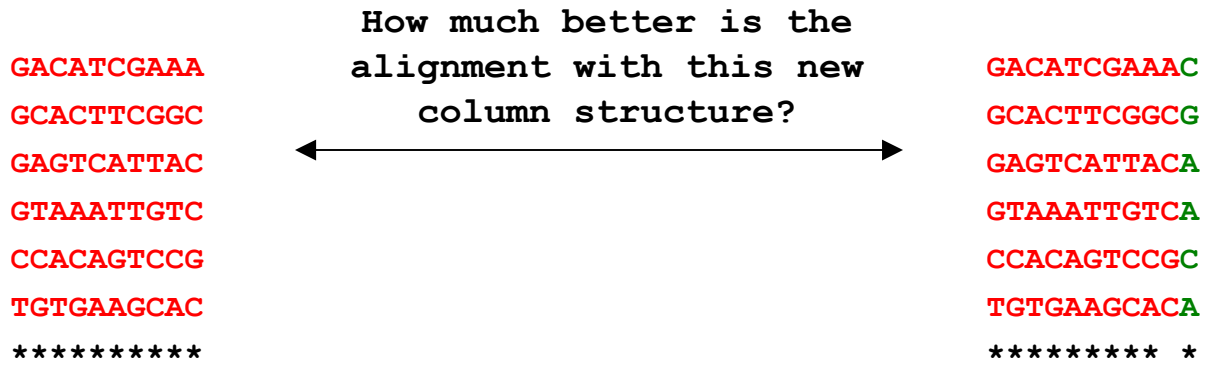 How much better is the
alignment with this new
column structure?
GACATCGAAA
GCACTTCGGC
GAGTCATTAC
GTAAATTGTC
CCACAGTCCG
TGTGAAGCAC
**********
GACATCGAAAC
GCACTTCGGCG
GAGTCATTACA
GTAAATTGTCA
CCACAGTCCGC
TGTGAAGCACA
********* *